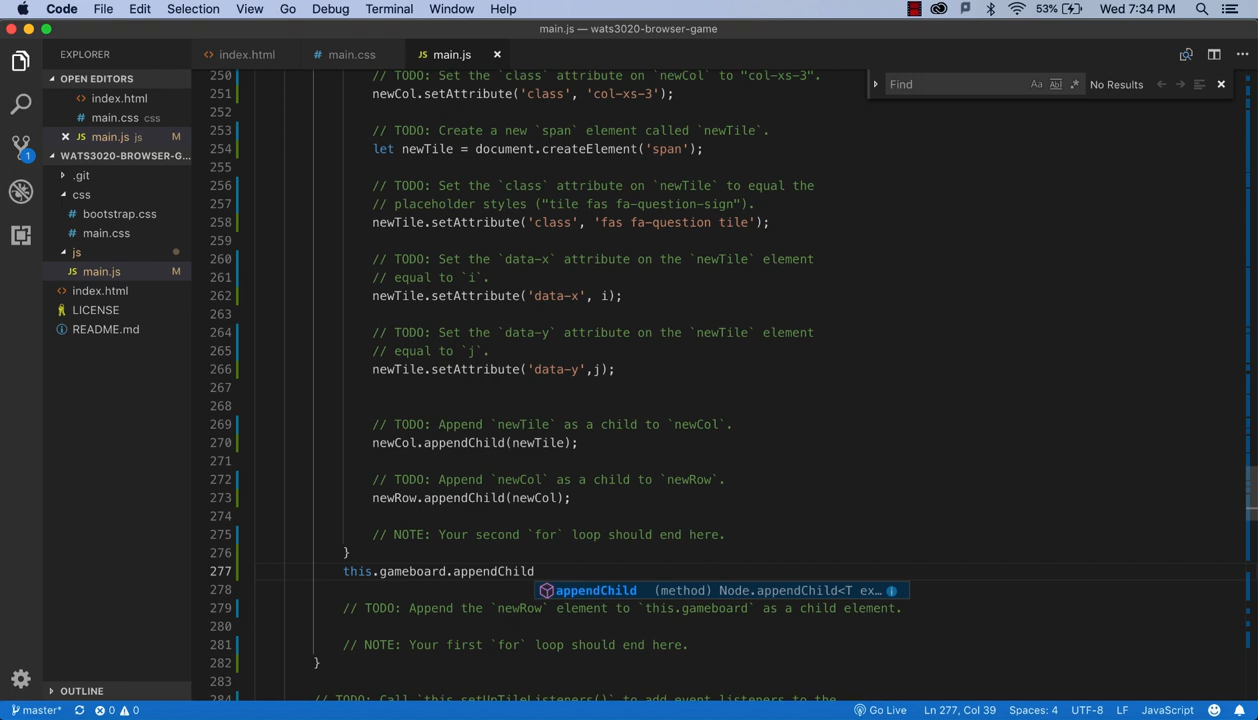 Code File Edit Selection View Go Debug Terminal Window Help 53% Wed 7:34 PM
main.js — wats3020-browser-game
EXPLORER
index.html
main.css
main.js
OPEN EDITORS
index.html
main.css css
main.js js M
WATS3020-BROWSER-G...
.git
css
bootstrap.css
main.css
js
main.js M
index.html
LICENSE
README.md
OUTLINE
Find
No Results
250 // TODO: Set the `class` attribute on `newCol` to "col-xs-3".
251 newCol.setAttribute('class', 'col-xs-3');
252
253 // TODO: Create a new `span` element called `newTile`.
254 let newTile = document.createElement('span');
255
256 // TODO: Set the `class` attribute on `newTile` to equal the
257 // placeholder styles ("tile fas fa-question-sign").
258 newTile.setAttribute('class', 'fas fa-question tile');
259
260 // TODO: Set the `data-x` attribute on the `newTile` element
261 // equal to `i`.
262 newTile.setAttribute('data-x', i);
263
264 // TODO: Set the `data-y` attribute on the `newTile` element
265 // equal to `j`.
266 newTile.setAttribute('data-y',j);
267
268
269 // TODO: Append `newTile` as a child to `newCol`.
270 newCol.appendChild(newTile);
271
272 // TODO: Append `newCol` as a child to `newRow`.
273 newRow.appendChild(newCol);
274
275 // NOTE: Your second `for` loop should end here.
276 }
277 this.gameboard.appendChild
278 appendChild (method) Node.appendChild<T ex...
279 // TODO: Append the `newRow` element to `this.gameboard` as a child element.
280
281 // NOTE: Your first `for` loop should end here.
282 }
283
284 // TODO: Call `this.setUpTileListeners()` to add event listeners to the
master* 0 0 Go Live Ln 277, Col 39 Spaces: 4 UTF-8 LF JavaScript